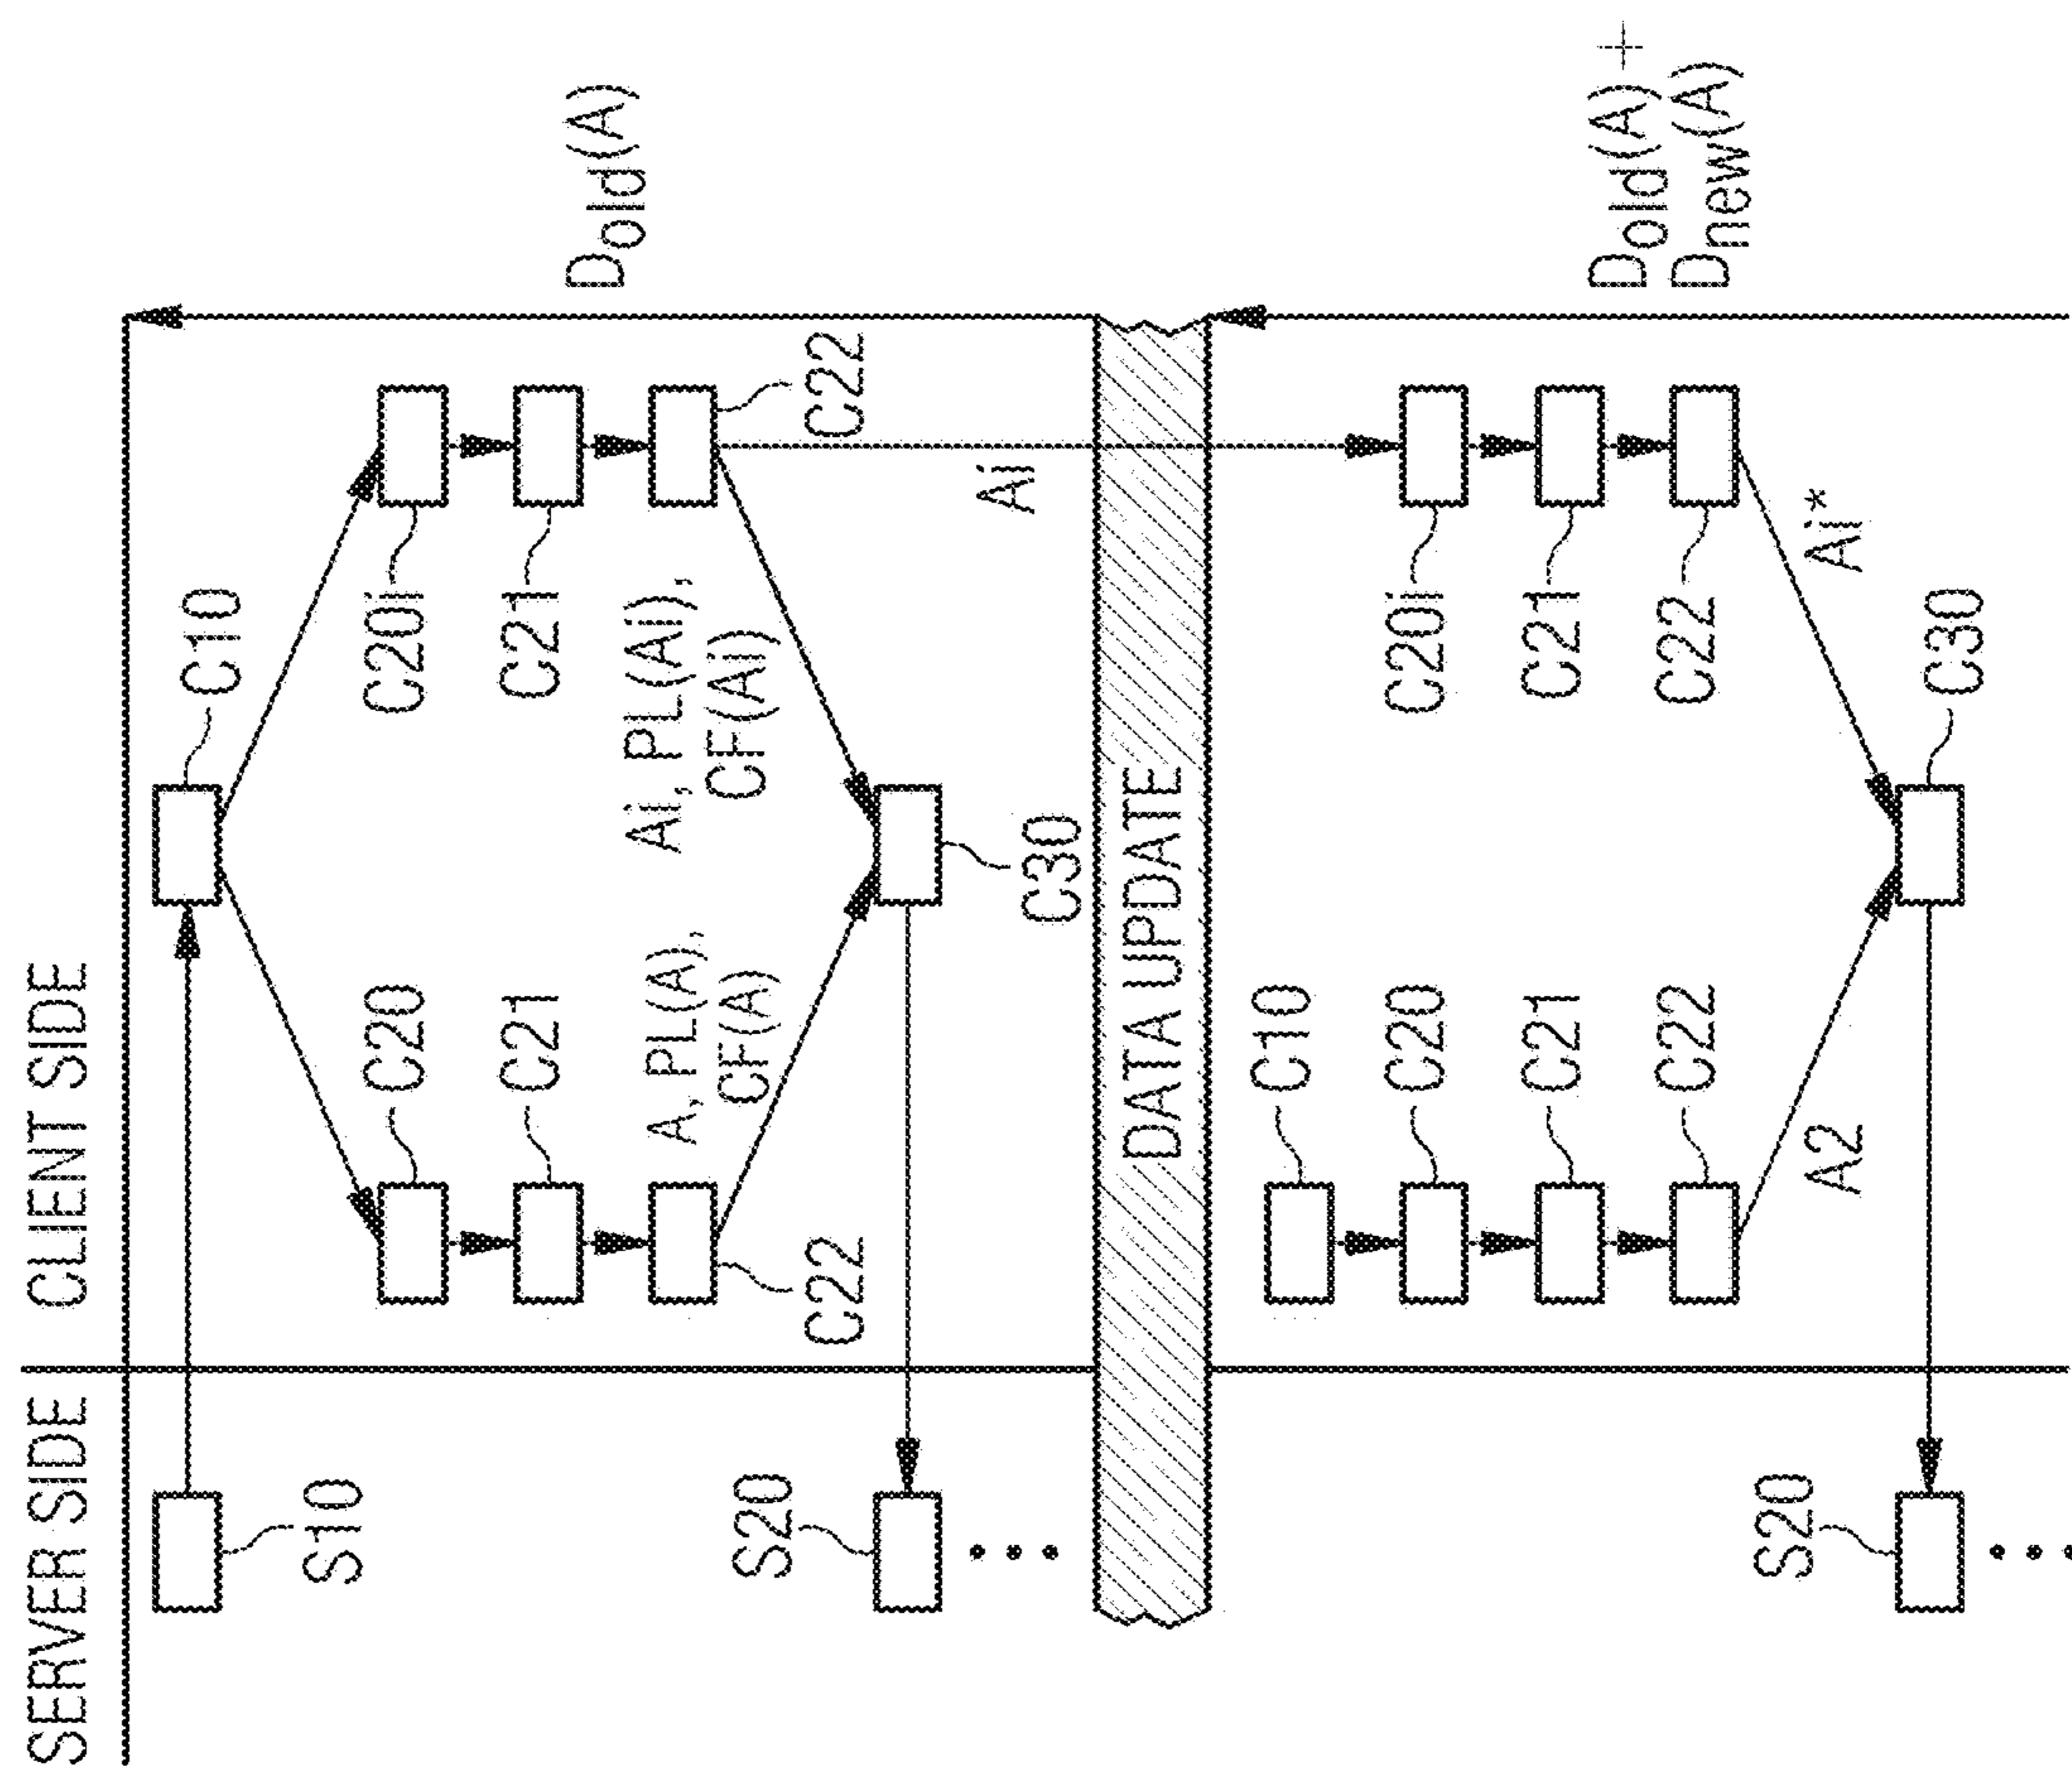 SERVER SIDE
CLIENT SIDE
S10
C10
C20
C20i
C21
C21
A, PL(A),
CF(A)
Ai, PL(Ai),
CF(Ai)
C22
C22
Dold(A)
S20
C30
Ai
DATA UPDATE
C10
C20
C20i
C21
C21
C22
C22
Dold(A)+
Dnew(A)
A2
Ai*
S20
C30